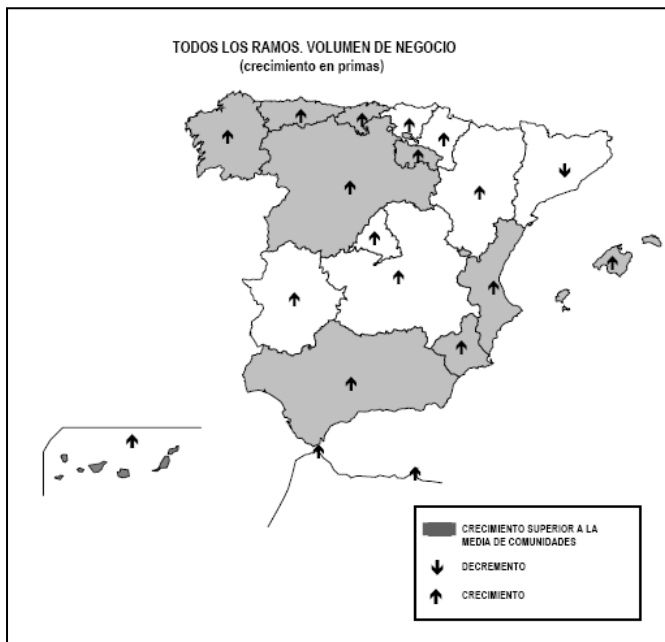 TODOS LOS RAMOS. VOLUMEN DE NEGOCIO
(crecimiento en primas)
CRECIMIENTO SUPERIOR A LA
MEDIA DE COMUNIDADES
DECREMENTO
CRECIMIENTO